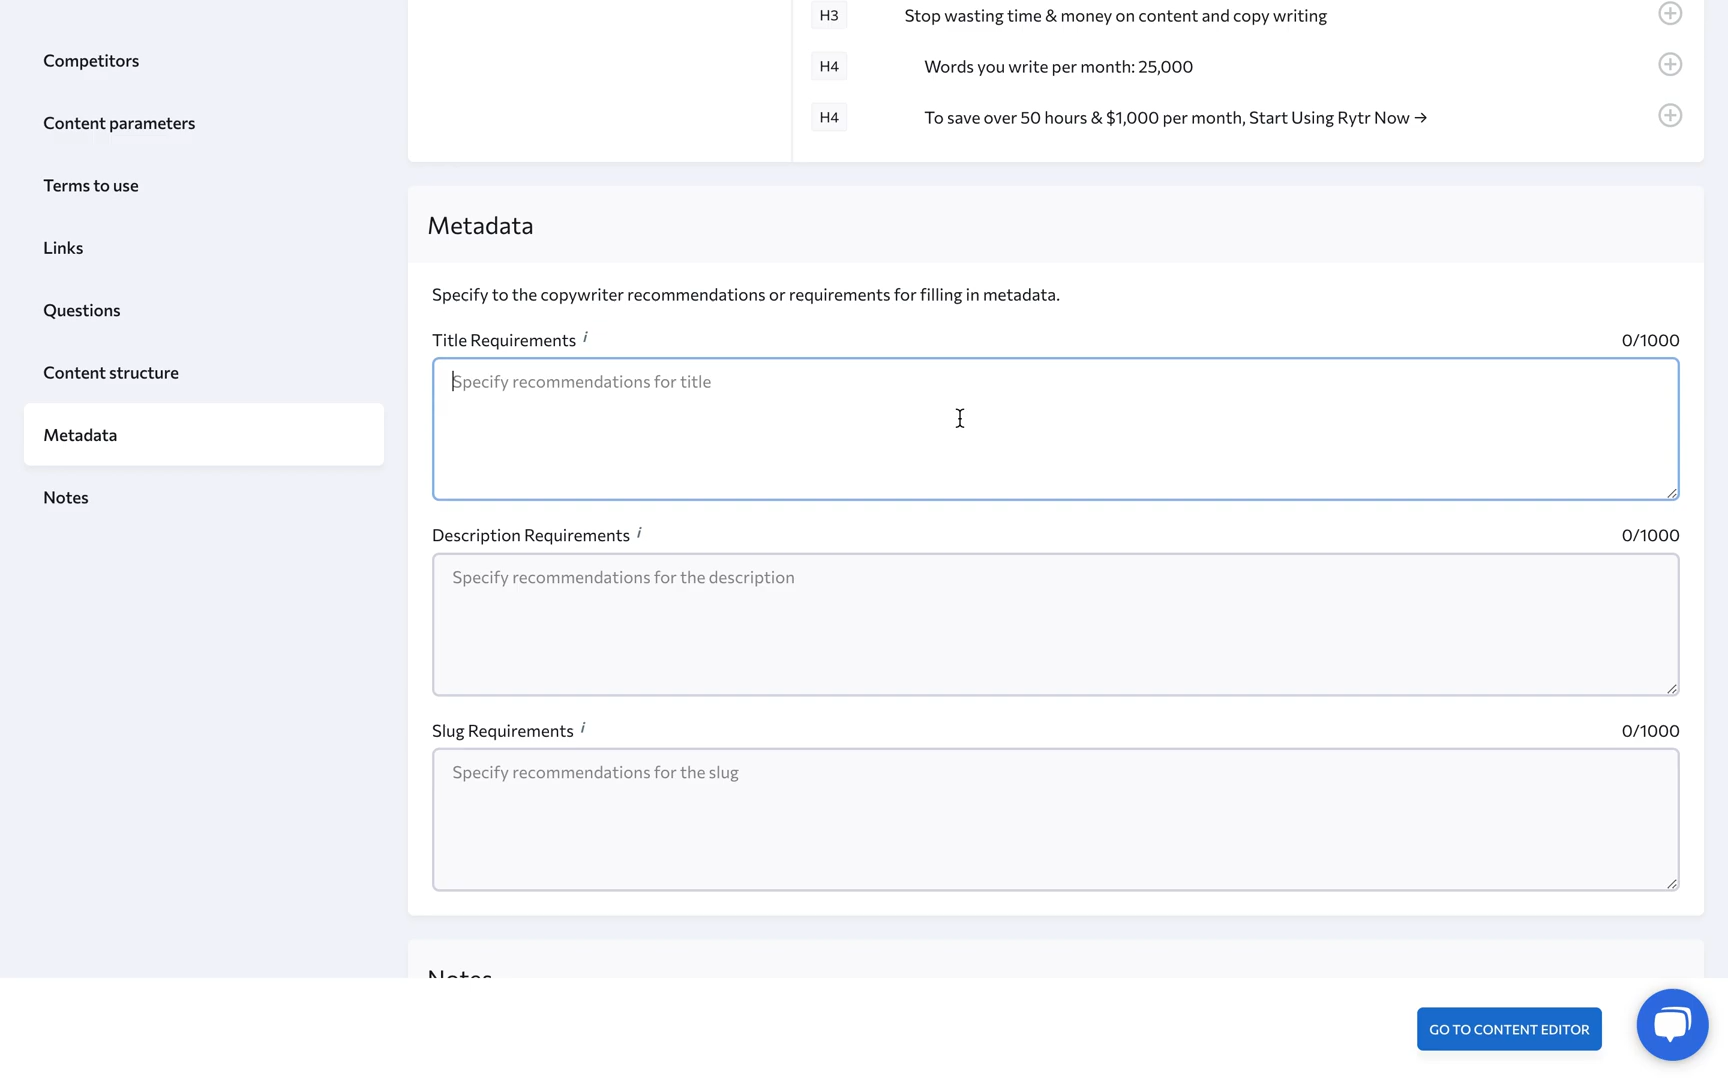 Competitors
Content parameters
Terms to use
Links
Questions
Content structure
Metadata
Notes
H3 Stop wasting time & money on content and copy writing
H4 Words you write per month: 25,000
H4 To save over 50 hours & $1,000 per month, Start Using Rytr Now →
Metadata
Specify to the copywriter recommendations or requirements for filling in metadata.
Title Requirements i 0/1000
Specify recommendations for title
Description Requirements i 0/1000
Specify recommendations for the description
Slug Requirements i 0/1000
Specify recommendations for the slug
Notes
GO TO CONTENT EDITOR